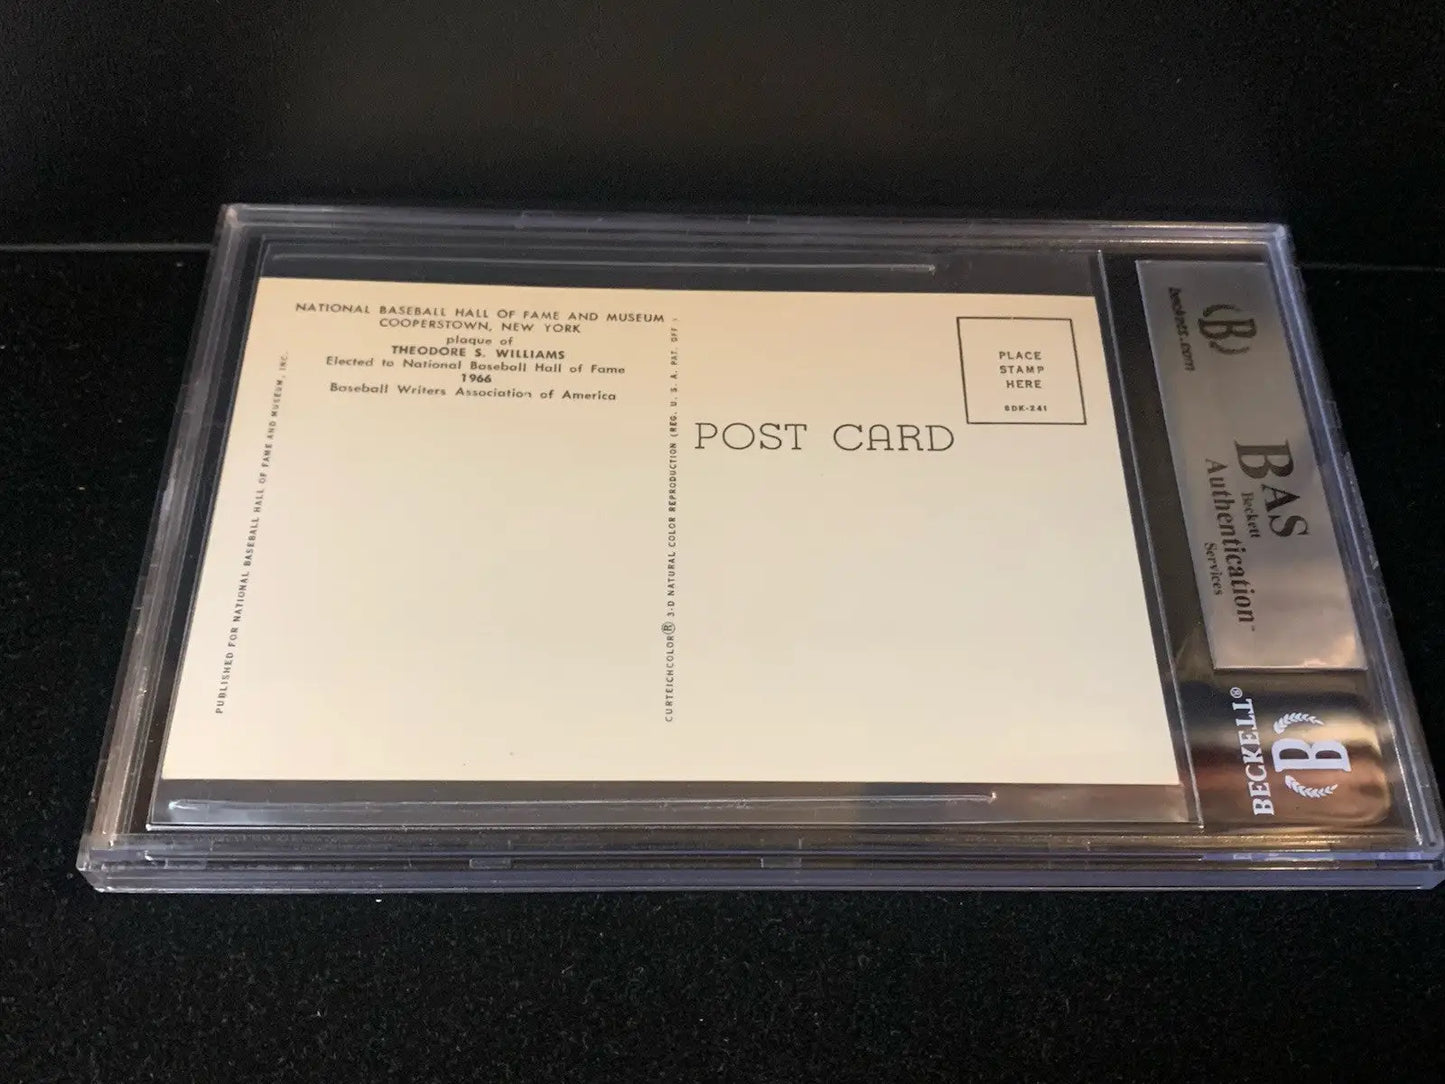 NATIONAL BASEBALL HALL OF FAME AND MUSEUM
COOPERSTOWN, NEW YORK
plaque of
THEODORE S. WILLIAMS
Elected to National Baseball Hall of Fame
1966
Baseball Writers Association of America
PUBLISHED FOR NATIONAL BASEBALL HALL OF FAME AND MUSEUM, INC.
CURTEICHCOLOR® 3-D NATURAL COLOR REPRODUCTION (REG. U. S. A. PAT. OFF.)
POST CARD
PLACE
STAMP
HERE
6DK-241
B
beckett.com
BAS
Beckett
Authentication™
Services
BECKETT®
B